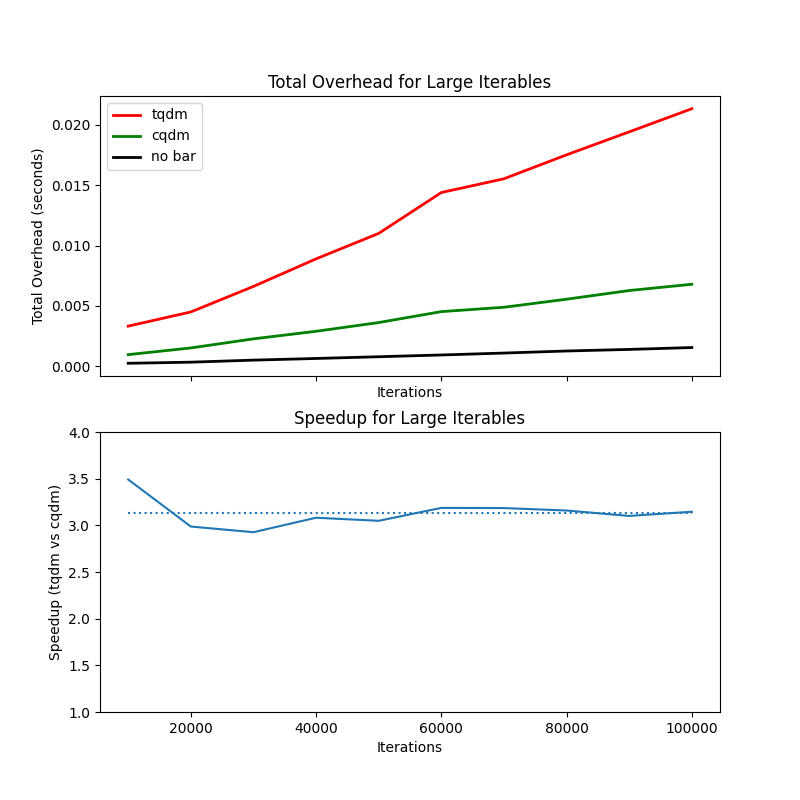 Total Overhead for Large Iterables
tqdm
cqdm
no bar
0.020
0.015
0.010
0.005
0.000
Total Overhead (seconds)
Iterations
Speedup for Large Iterables
4.0
3.5
3.0
2.5
2.0
1.5
1.0
Speedup (tqdm vs cqdm)
20000 40000 60000 80000 100000
Iterations